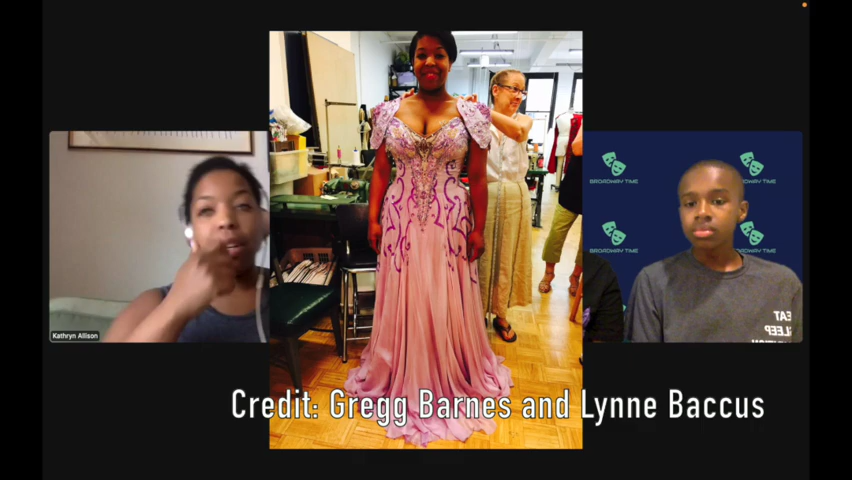 BROADWAY TIME
BROADWAY TIME
BROADWAY TIME
BROADWAY TIME
EAT
SLEEP
Kathryn Allison
Credit: Gregg Barnes and Lynne Baccus